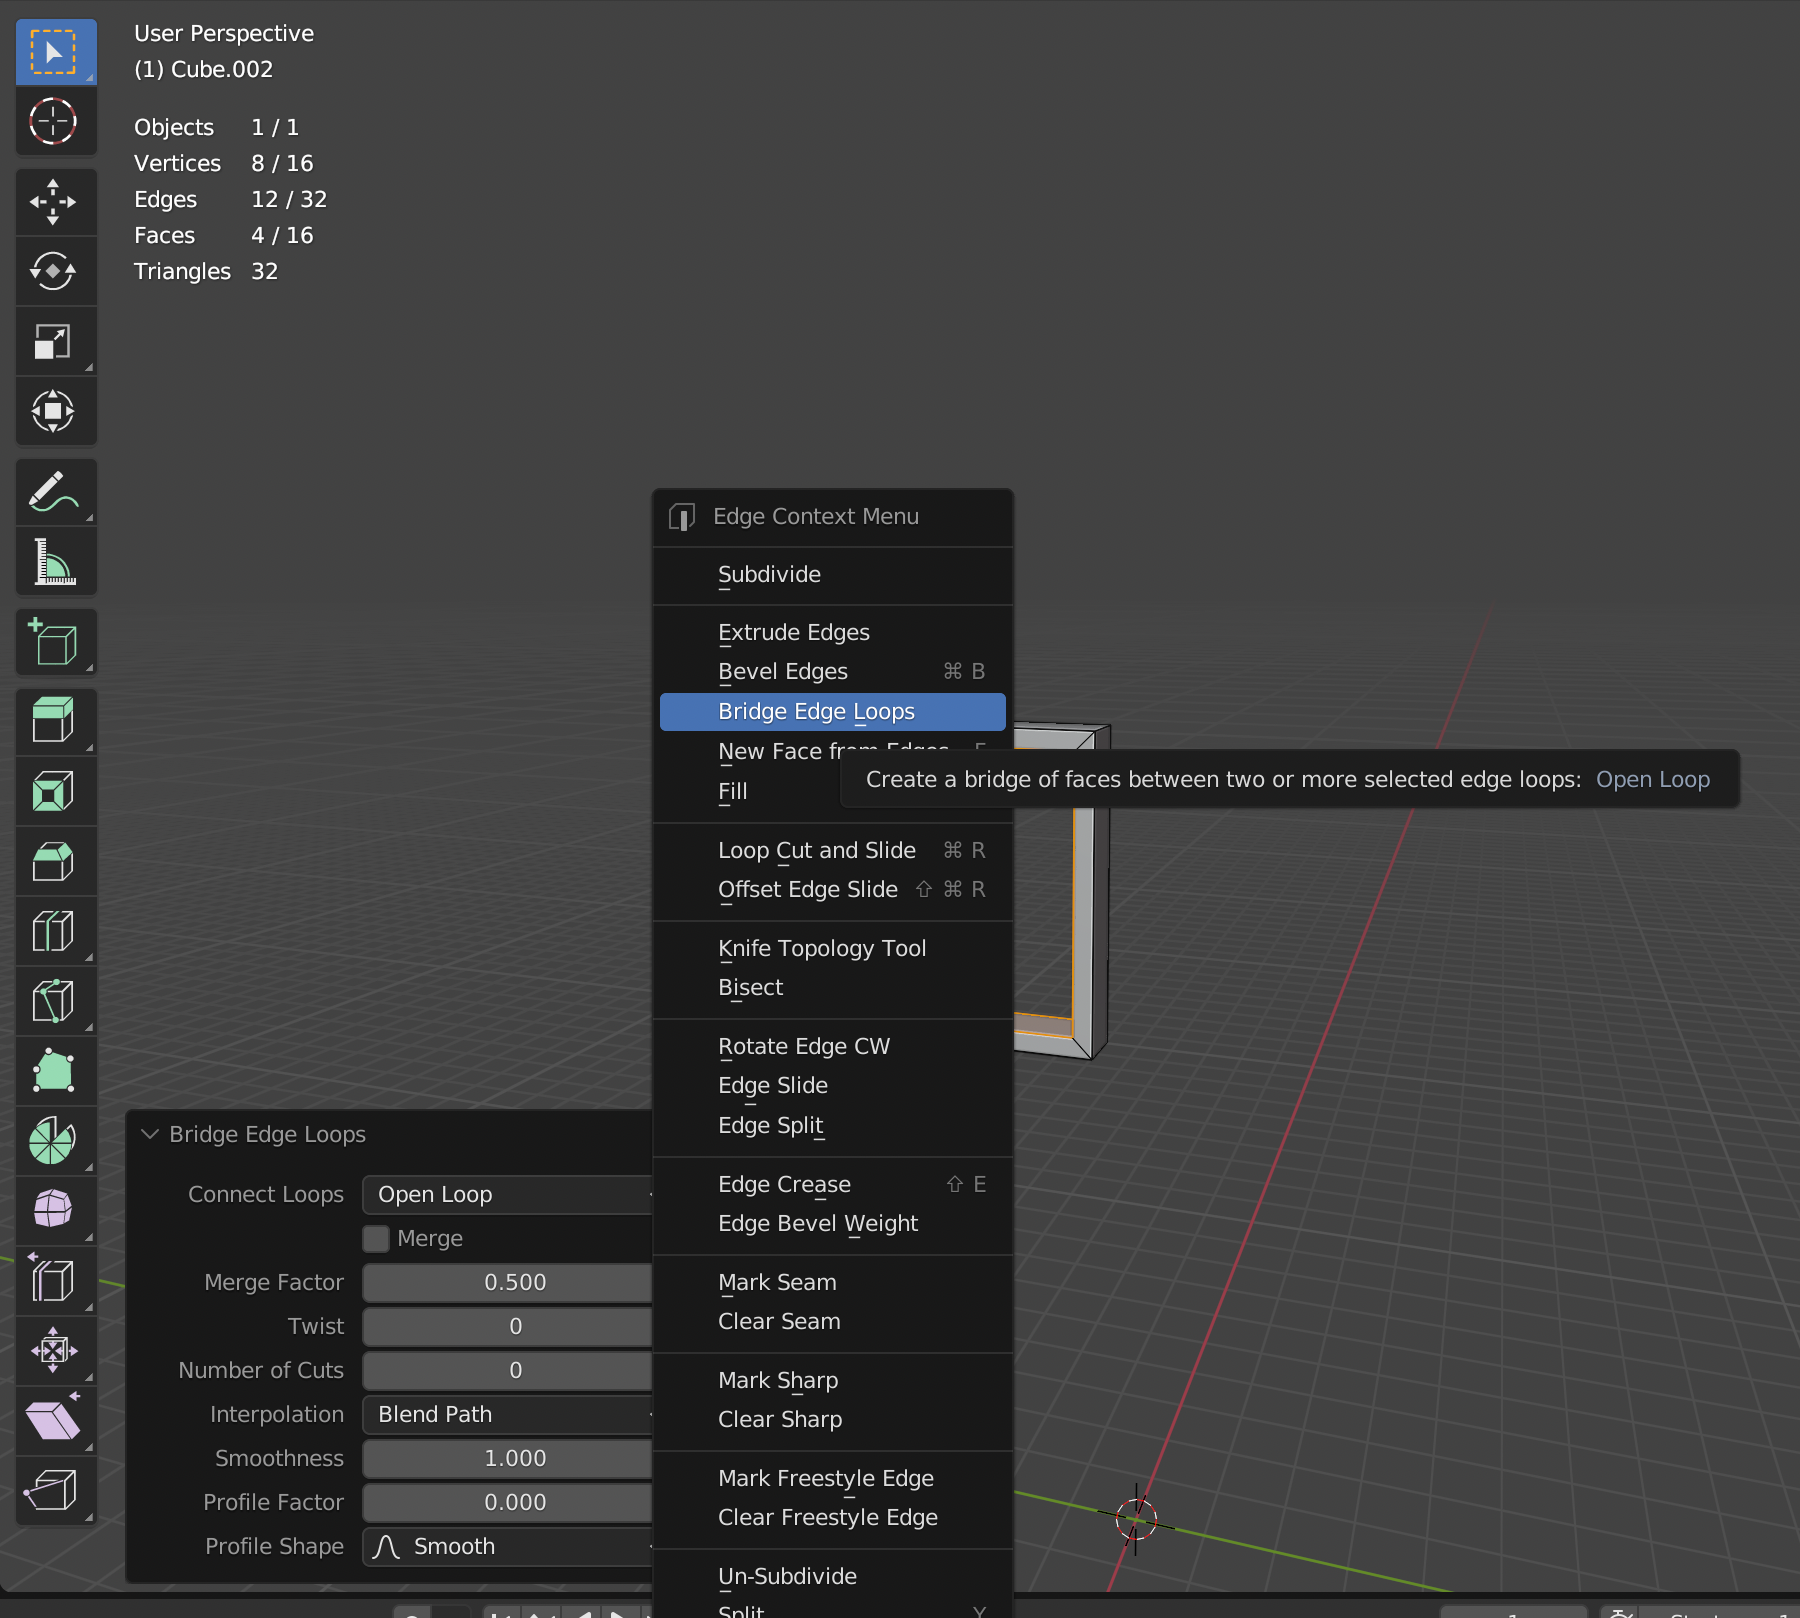 User Perspective
(1) Cube.002
Objects 1 / 1
Vertices 8 / 16
Edges 12 / 32
Faces 4 / 16
Triangles 32
Edge Context Menu
Subdivide
Extrude Edges
Bevel Edges ⌘ B
Bridge Edge Loops
New Face from Edges F
Create a bridge of faces between two or more selected edge loops: Open Loop
Fill
Loop Cut and Slide ⌘ R
Offset Edge Slide ⇧ ⌘ R
Knife Topology Tool
Bisect
Rotate Edge CW
Edge Slide
Edge Split
Edge Crease ⇧ E
Edge Bevel Weight
Mark Seam
Clear Seam
Mark Sharp
Clear Sharp
Mark Freestyle Edge
Clear Freestyle Edge
Un-Subdivide
Split Y
Bridge Edge Loops
Connect Loops Open Loop
Merge
Merge Factor 0.500
Twist 0
Number of Cuts 0
Interpolation Blend Path
Smoothness 1.000
Profile Factor 0.000
Profile Shape Smooth